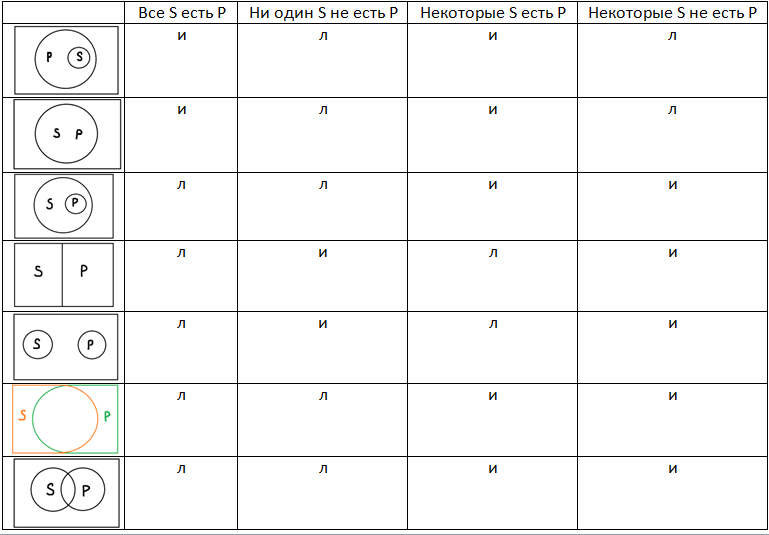 Все S есть P Ни один S не есть P Некоторые S есть P Некоторые S не есть P
P S и л и л
S P и л и л
S P л л и и
S P л и л и
S P л и л и
S P л л и и
S P л л и и